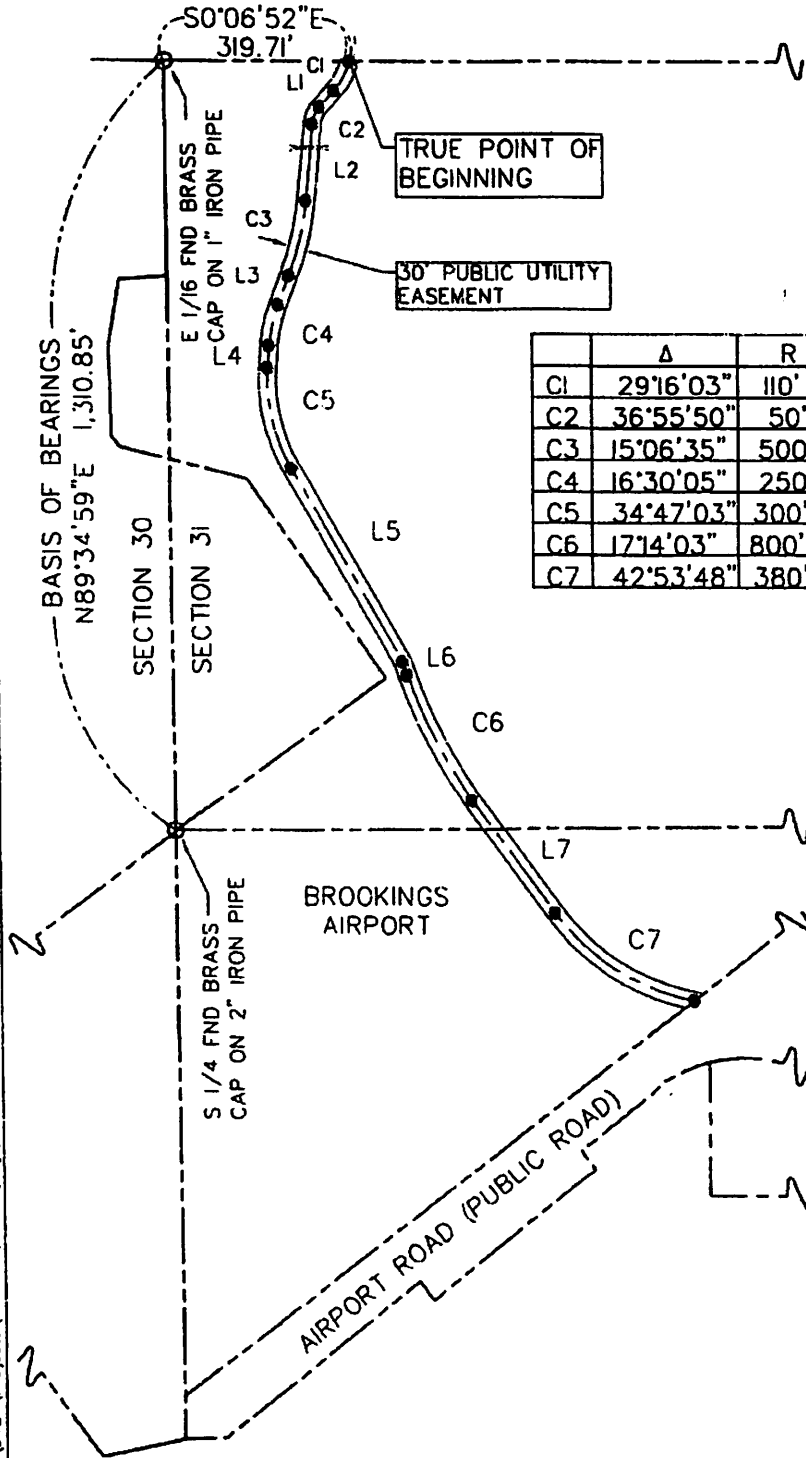 S0°06'52"E
319.71'
C1
L1
C2
L2
TRUE POINT OF
BEGINNING
E 1/16 FND BRASS
CAP ON 1" IRON PIPE
C3
30' PUBLIC UTILITY
EASEMENT
L3
C4
L4
C5
BASIS OF BEARINGS
N89°34'59"E 1,310.85'
SECTION 30
SECTION 31
Δ R
C1 29°16'03" 110'
C2 36°55'50" 50'
C3 15°06'35" 500
C4 16°30'05" 250
C5 34°47'03" 300'
C6 17°14'03" 800'
C7 42°53'48" 380'
L5
L6
C6
L7
S 1/4 FND BRASS
CAP ON 2" IRON PIPE
BROOKINGS
AIRPORT
C7
AIRPORT ROAD (PUBLIC ROAD)